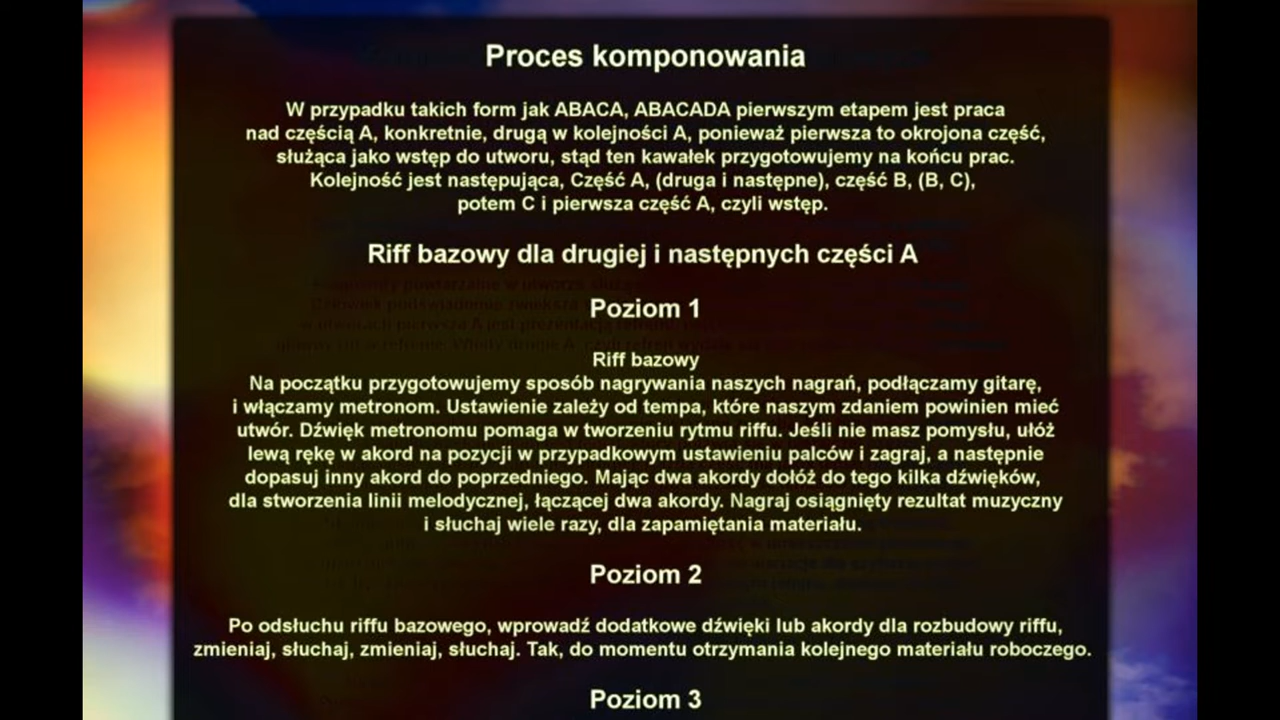 Proces komponowania
W przypadku takich form jak ABACA, ABACADA pierwszym etapem jest praca
nad częścią A, konkretnie, drugą w kolejności A, ponieważ pierwsza to okrojona część,
służąca jako wstęp do utworu, stąd ten kawałek przygotowujemy na końcu prac.
Kolejność jest następująca, Część A, (druga i następne), część B, (B, C),
potem C i pierwsza część A, czyli wstęp.
Riff bazowy dla drugiej i następnych części A
Poziom 1
Riff bazowy
Na początku przygotowujemy sposób nagrywania naszych nagrań, podłączamy gitarę,
i włączamy metronom. Ustawienie zależy od tempa, które naszym zdaniem powinien mieć
utwór. Dźwięk metronomu pomaga w tworzeniu rytmu riffu. Jeśli nie masz pomysłu, ułóż
lewą rękę w akord na pozycji w przypadkowym ustawieniu palców i zagraj, a następnie
dopasuj inny akord do poprzedniego. Mając dwa akordy dołóż do tego kilka dźwięków,
dla stworzenia linii melodycznej, łączącej dwa akordy. Nagraj osiągnięty rezultat muzyczny
i słuchaj wiele razy, dla zapamiętania materiału.
Poziom 2
Po odsłuchu riffu bazowego, wprowadź dodatkowe dźwięki lub akordy dla rozbudowy riffu,
zmieniaj, słuchaj, zmieniaj, słuchaj. Tak, do momentu otrzymania kolejnego materiału roboczego.
Poziom 3